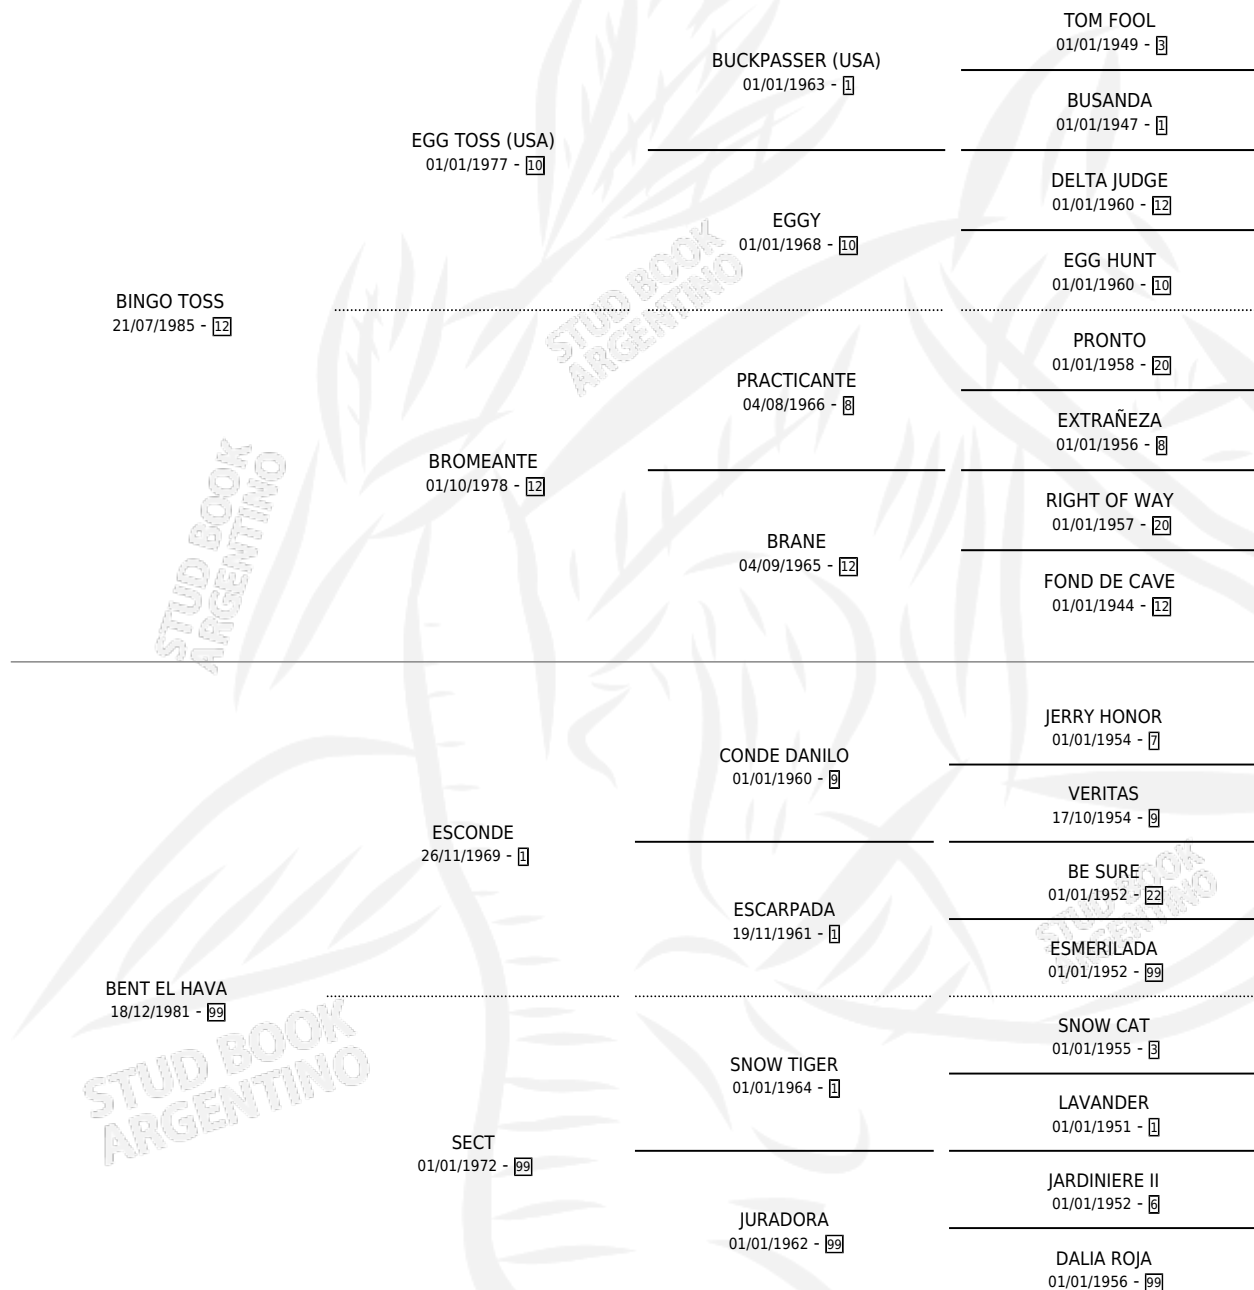 TOM FOOL
01/01/1949 - 3
BUCKPASSER (USA)
01/01/1963 - 1
BUSANDA
01/01/1947 - 1
EGG TOSS (USA)
01/01/1977 - 10
DELTA JUDGE
01/01/1960 - 12
EGGY
01/01/1968 - 10
EGG HUNT
01/01/1960 - 10
BINGO TOSS
21/07/1985 - 12
STUD BOOK
ARGENTINO
PRONTO
01/01/1958 - 20
PRACTICANTE
04/08/1966 - 8
EXTRAÑEZA
01/01/1956 - 8
BROMEANTE
01/10/1978 - 12
RIGHT OF WAY
01/01/1957 - 20
BRANE
04/09/1965 - 12
FOND DE CAVE
01/01/1944 - 12
STUD BOOK
ARGENTINO
JERRY HONOR
01/01/1954 - 7
CONDE DANILO
01/01/1960 - 9
VERITAS
17/10/1954 - 9
ESCONDE
26/11/1969 - 1
BE SURE
01/01/1952 - 22
ESCARPADA
19/11/1961 - 1
ESMERILADA
01/01/1952 - 99
STUD BOOK
ARGENTINO
BENT EL HAVA
18/12/1981 - 99
SNOW CAT
01/01/1955 - 3
SNOW TIGER
01/01/1964 - 1
LAVANDER
01/01/1951 - 1
STUD BOOK
ARGENTINO
SECT
01/01/1972 - 99
JARDINIERE II
01/01/1952 - 6
JURADORA
01/01/1962 - 99
DALIA ROJA
01/01/1956 - 99